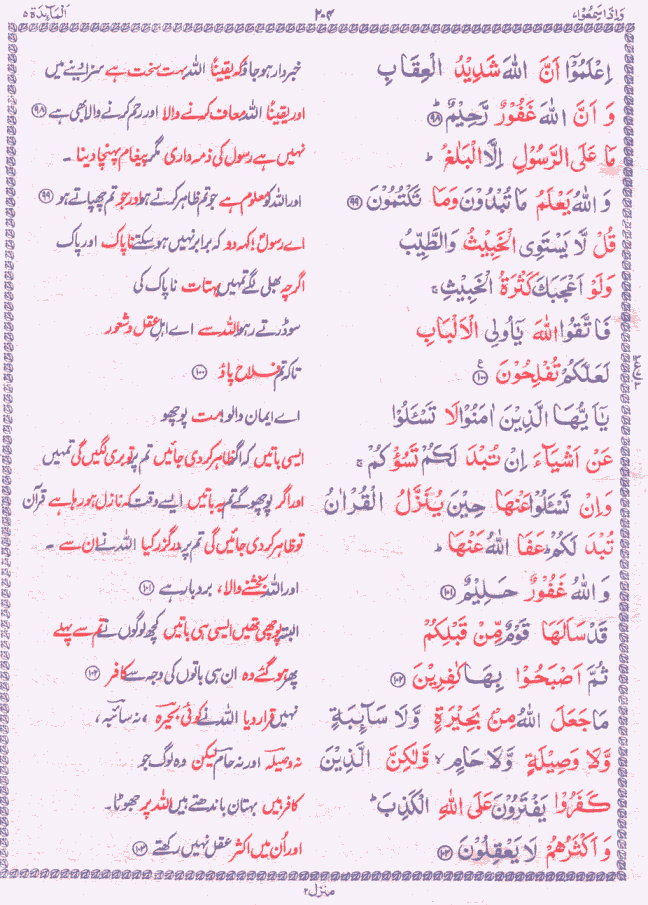 وَاِذَا سَمِعُوۡا، ۲۰۴ اَلْمَآىِٕدَة ۵
اِعْلَمُوْۤا اَنَّ اللّٰهَ شَدِيْدُ الْعِقَابِ خبردار ہو جاؤ کہ یقیناً اللہ بہت سخت ہے سزا دینے میں
وَ اَنَّ اللّٰهَ غَفُوْرٌ رَّحِيْمٌ ؕ ﴿۹۸﴾ اور یقیناً اللہ معاف کرنے والا اور رحم کرنے والا بھی ہے ﴿۹۸﴾
مَا عَلَى الرَّسُوْلِ اِلَّا الْبَلٰغُ ؕ نہیں ہے رسول کی ذمہ داری مگر پیغام پہنچا دینا ۔
وَ اللّٰهُ يَعْلَمُ مَا تُبْدُوْنَ وَمَا تَكْتُمُوْنَ ﴿۹۹﴾ اور اللہ کو معلوم ہے جو تم ظاہر کرتے ہو اور جو تم چھپاتے ہو ﴿۹۹﴾
قُلْ لَّا يَسْتَوِى الْخَبِيْثُ وَالطَّيِّبُ اے رسولؐ! کہہ دو کہ برابر نہیں ہو سکتے ناپاک اور پاک
وَلَوْ اَعْجَبَكَ كَثْرَةُ الْخَبِيْثِ ۚ اگرچہ بھلی لگے تمہیں بہتات ناپاک کی
فَاتَّقُوا اللّٰهَ يٰۤاُولِى الْاَلْبَابِ سو ڈرتے رہو اللہ سے اے اہلِ عقل و شعور
لَعَلَّكُمْ تُفْلِحُوْنَ ﴿۱۰۰﴾ ع تاکہ تم فلاح پاؤ ﴿۱۰۰﴾
يٰۤاَيُّهَا الَّذِيْنَ اٰمَنُوْا لَا تَسْـَٔلُوْا اے ایمان والو! مت پوچھو
عَنْ اَشْيَآءَ اِنْ تُبْدَ لَكُمْ تَسُؤْكُمْ ۚ ایسی باتیں کہ اگر ظاہر کر دی جائیں تم پر تو بری لگیں گی تمہیں
وَاِنْ تَسْـَٔلُوْا عَنْهَا حِيْنَ يُنَزَّلُ الْقُرْاٰنُ اور اگر پوچھو گے تم یہ باتیں ایسے وقت کہ نازل ہو رہا ہے قرآن
تُبْدَ لَكُمْ ؕ عَفَا اللّٰهُ عَنْهَا ؕ تو ظاہر کر دی جائیں گی تم پر، درگزر کیا اللہ نے ان سے ۔
وَ اللّٰهُ غَفُوْرٌ حَلِيْمٌ ﴿۱۰۱﴾ اور اللہ بخشنے والا، بردبار ہے ﴿۱۰۱﴾
قَدْ سَاَلَهَا قَوْمٌ مِّنْ قَبْلِكُمْ البتہ پوچھی تھیں ایسی ہی باتیں کچھ لوگوں نے تم سے پہلے
ثُمَّ اَصْبَحُوْا بِهَا كٰفِرِيْنَ ﴿۱۰۲﴾ پھر ہو گئے وہ ان ہی باتوں کی وجہ سے کافر ﴿۱۰۲﴾
مَا جَعَلَ اللّٰهُ مِنْۢ بَحِيْرَةٍ وَّلَا سَآئِبَةٍ نہیں قرار دیا اللہ نے کوئی بحیرہ، نہ سائبہ،
وَّلَا وَصِيْلَةٍ وَّلَا حَامٍ ۙ وَّلٰكِنَّ الَّذِيْنَ نہ وصیلہ اور نہ حام لیکن وہ لوگ جو
كَفَرُوْا يَفْتَرُوْنَ عَلَى اللّٰهِ الْكَذِبَ ؕ کافر ہیں بہتان باندھتے ہیں اللہ پر جھوٹا ۔
وَ اَكْثَرُهُمْ لَا يَعْقِلُوْنَ ﴿۱۰۳﴾ اور اُن میں اکثر عقل نہیں رکھتے ﴿۱۰۳﴾
منزل ۲